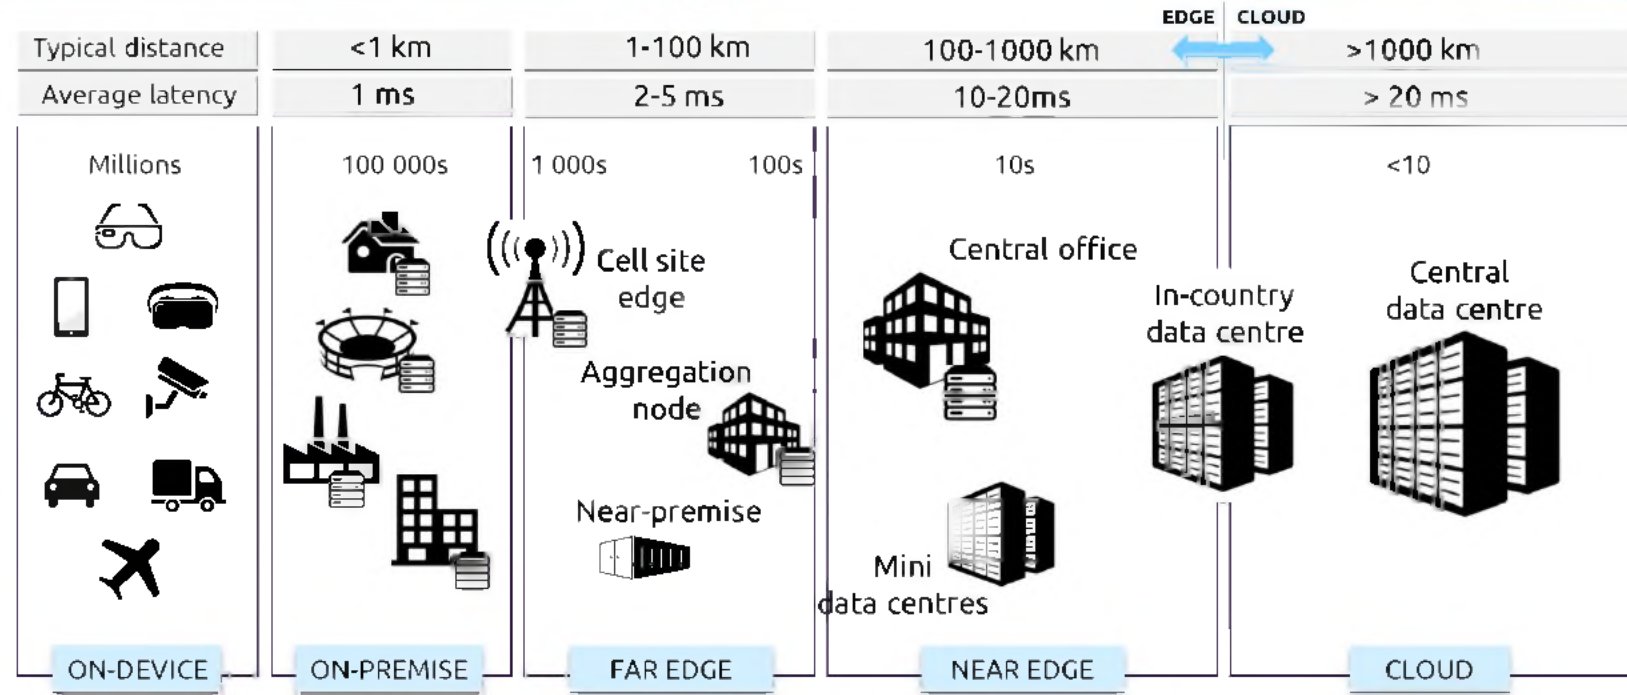 EDGE CLOUD
Typical distance <1 km 1-100 km 100-1000 km >1000 km
Average latency 1 ms 2-5 ms 10-20ms > 20 ms
Millions 100 000s 1 000s 100s 10s <10
Cell site
edge
Central office
Central
data centre
In-country
data centre
Aggregation
node
Near-premise
Mini
data centres
ON-DEVICE ON-PREMISE FAR EDGE NEAR EDGE CLOUD